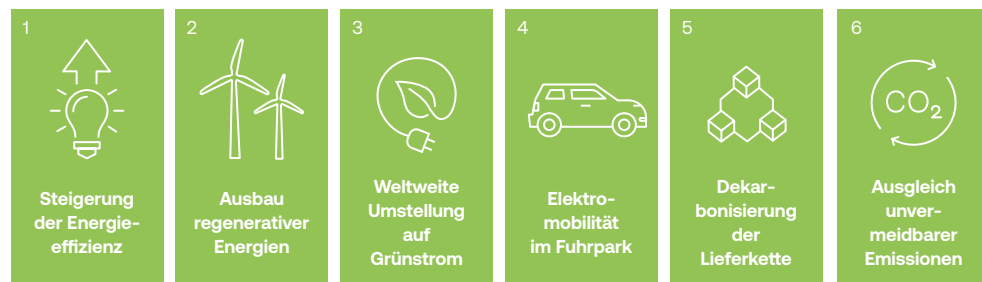 1
Steigerung
der Energie-
effizienz
2
Ausbau
regenerativer
Energien
3
Weltweite
Umstellung
auf
Grünstrom
4
Elektro-
mobilität
im Fuhrpark
5
Dekar-
bonisierung
der
Lieferkette
6
CO₂
Ausgleich
unver-
meidbarer
Emissionen